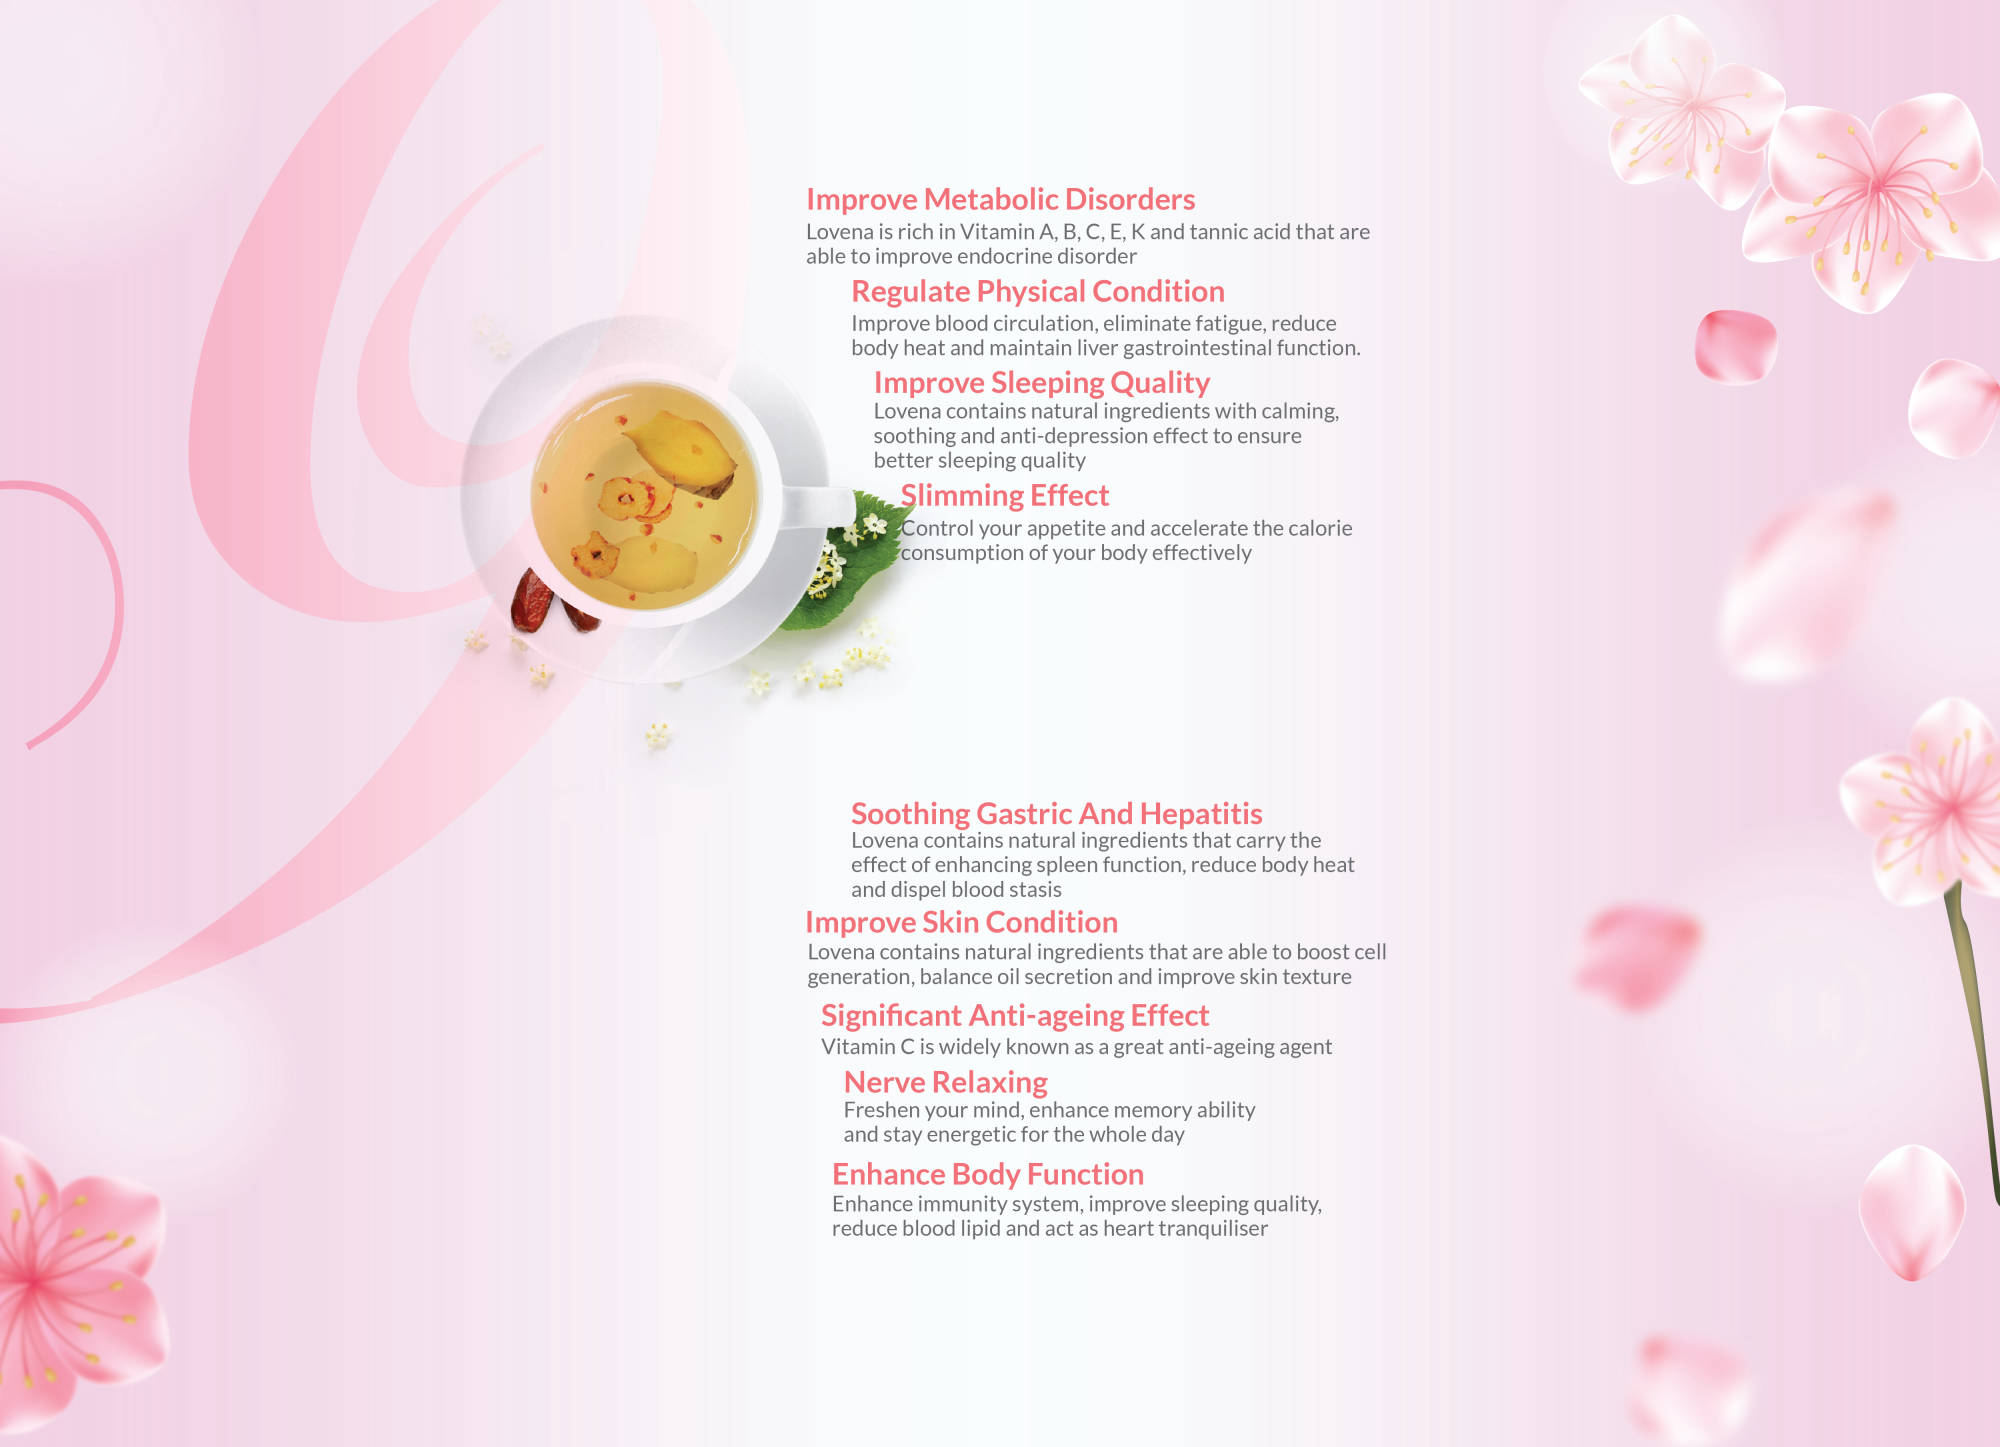 Improve Metabolic Disorders
Lovena is rich in Vitamin A, B, C, E, K and tannic acid that are
able to improve endocrine disorder
Regulate Physical Condition
Improve blood circulation, eliminate fatigue, reduce
body heat and maintain liver gastrointestinal function.
Improve Sleeping Quality
Lovena contains natural ingredients with calming,
soothing and anti-depression effect to ensure
better sleeping quality
Slimming Effect
Control your appetite and accelerate the calorie
consumption of your body effectively
Soothing Gastric And Hepatitis
Lovena contains natural ingredients that carry the
effect of enhancing spleen function, reduce body heat
and dispel blood stasis
Improve Skin Condition
Lovena contains natural ingredients that are able to boost cell
generation, balance oil secretion and improve skin texture
Significant Anti-ageing Effect
Vitamin C is widely known as a great anti-ageing agent
Nerve Relaxing
Freshen your mind, enhance memory ability
and stay energetic for the whole day
Enhance Body Function
Enhance immunity system, improve sleeping quality,
reduce blood lipid and act as heart tranquiliser